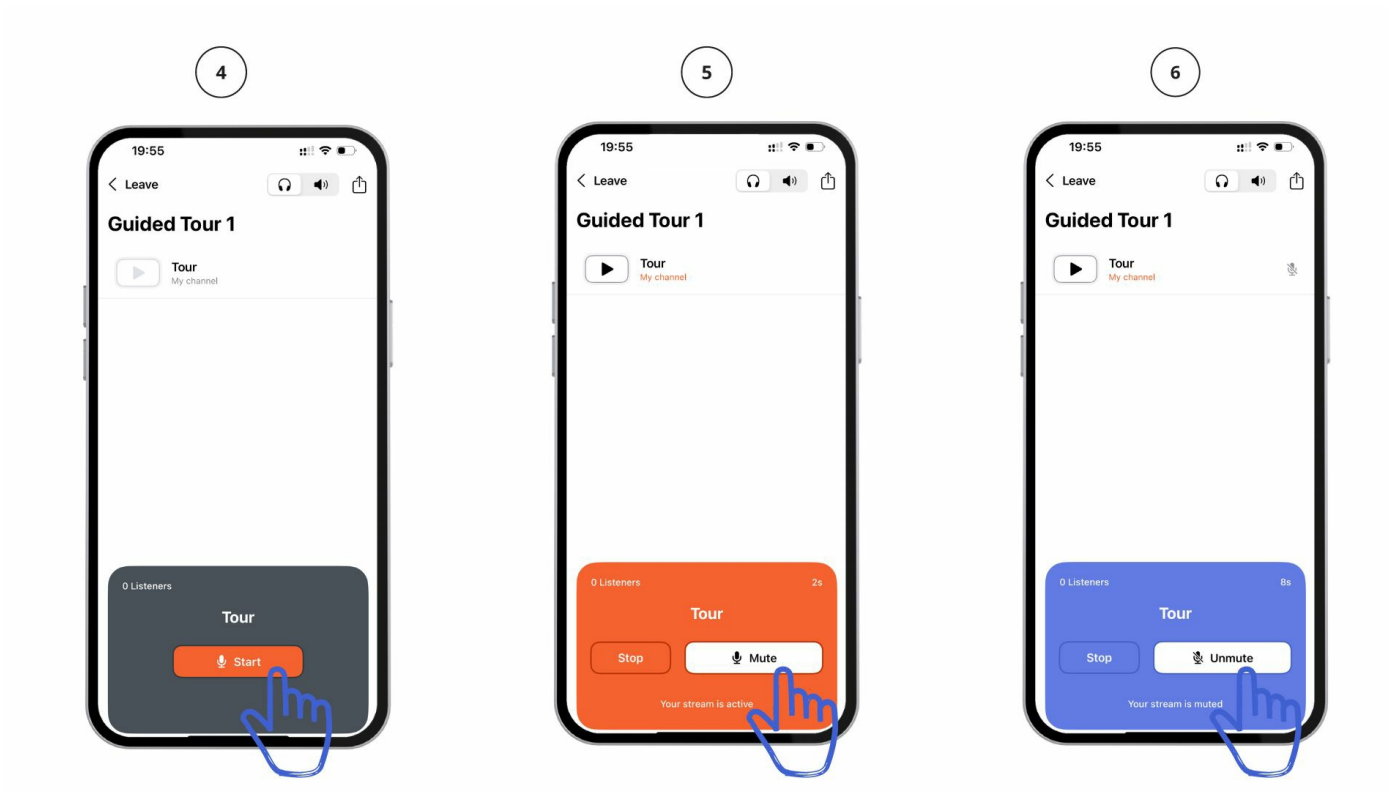 4
19:55
Leave
Guided Tour 1
Tour
My channel
0 Listeners
Tour
Start
5
19:55
Leave
Guided Tour 1
Tour
My channel
0 Listeners 2s
Tour
Stop Mute
Your stream is active
6
19:55
Leave
Guided Tour 1
Tour
My channel
0 Listeners 8s
Tour
Stop Unmute
Your stream is muted